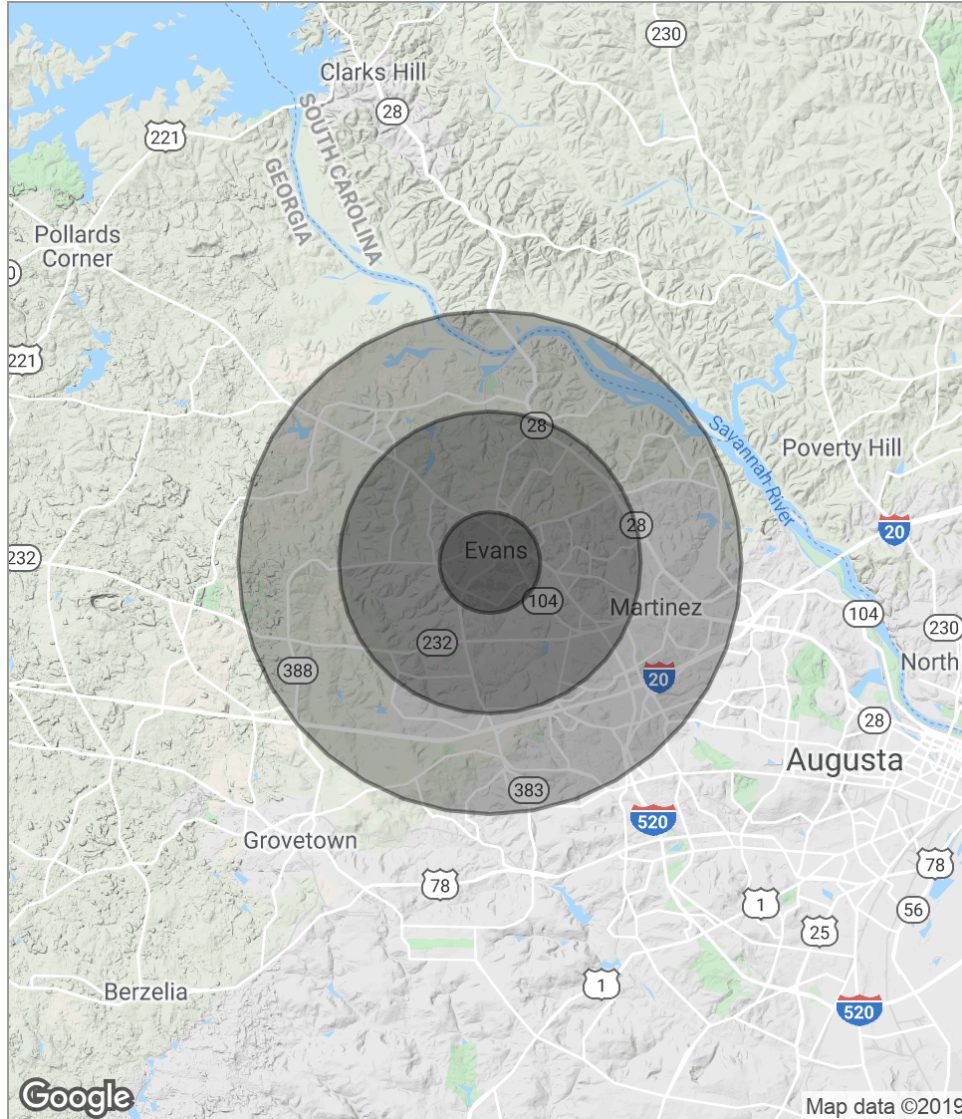 230
Clarks Hill
28
221
SOUTH CAROLINA
GEORGIA
Pollards
Corner
0
221
28
Savannah River
Poverty Hill
28
20
232
Evans
104
Martinez
104
232
230
388
20
North
28
Augusta
383
520
Grovetown
78
78
1
56
25
1
Berzelia
520
Google
Map data ©2019